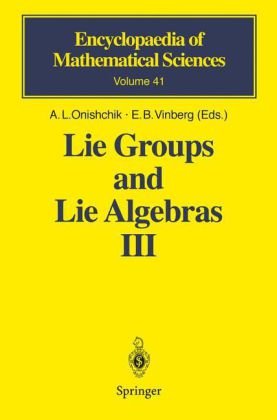 Encyclopaedia of
Mathematical Sciences
Volume 41
A.L.Onishchik · E.B.Vinberg (Eds.)
Lie Groups
and
Lie Algebras
III
Springer